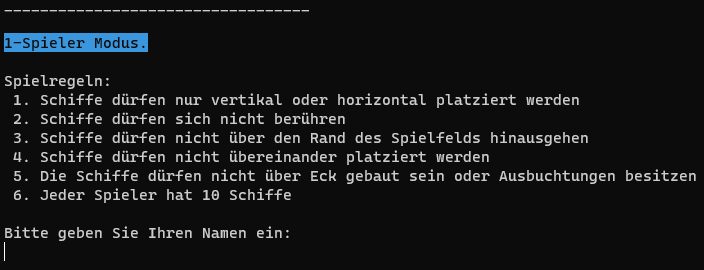 ----------------------------------
1-Spieler Modus.
Spielregeln:
1. Schiffe dürfen nur vertikal oder horizontal platziert werden
2. Schiffe dürfen sich nicht berühren
3. Schiffe dürfen nicht über den Rand des Spielfelds hinausgehen
4. Schiffe dürfen nicht übereinander platziert werden
5. Die Schiffe dürfen nicht über Eck gebaut sein oder Ausbuchtungen besitzen
6. Jeder Spieler hat 10 Schiffe
Bitte geben Sie Ihren Namen ein: